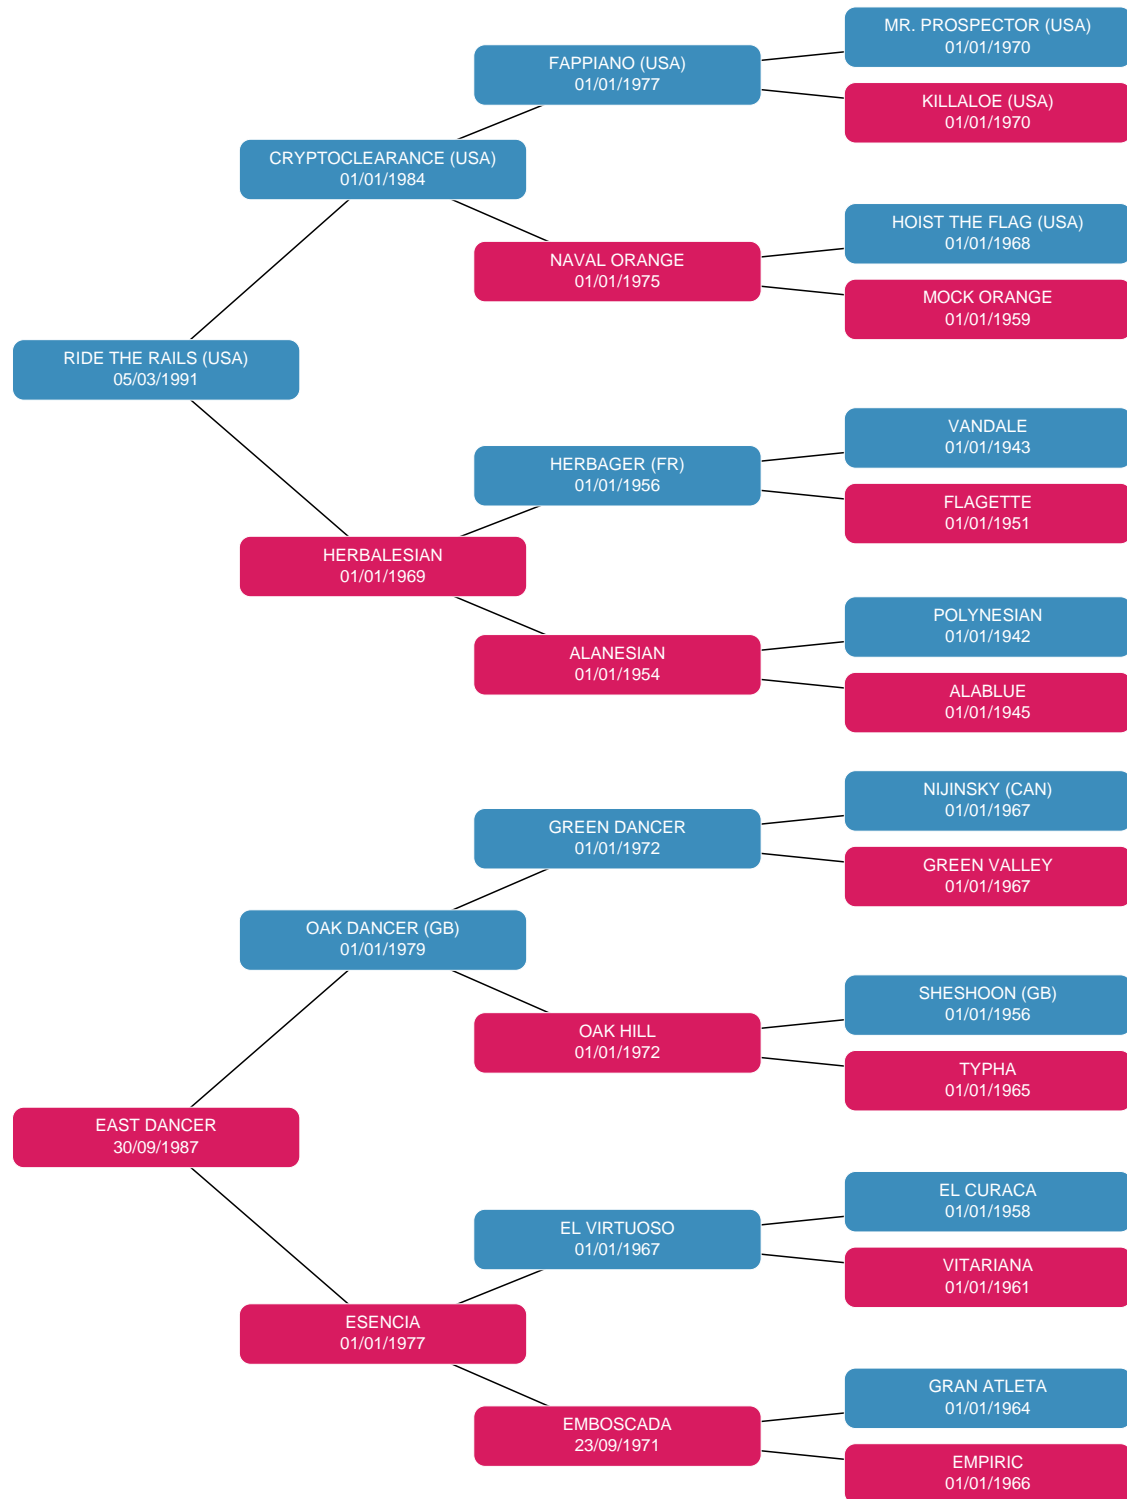 MR. PROSPECTOR (USA)
01/01/1970
FAPPIANO (USA)
01/01/1977
KILLALOE (USA)
01/01/1970
CRYPTOCLEARANCE (USA)
01/01/1984
HOIST THE FLAG (USA)
01/01/1968
NAVAL ORANGE
01/01/1975
MOCK ORANGE
01/01/1959
RIDE THE RAILS (USA)
05/03/1991
VANDALE
01/01/1943
HERBAGER (FR)
01/01/1956
FLAGETTE
01/01/1951
HERBALESIAN
01/01/1969
POLYNESIAN
01/01/1942
ALANESIAN
01/01/1954
ALABLUE
01/01/1945
NIJINSKY (CAN)
01/01/1967
GREEN DANCER
01/01/1972
GREEN VALLEY
01/01/1967
OAK DANCER (GB)
01/01/1979
SHESHOON (GB)
01/01/1956
OAK HILL
01/01/1972
TYPHA
01/01/1965
EAST DANCER
30/09/1987
EL CURACA
01/01/1958
EL VIRTUOSO
01/01/1967
VITARIANA
01/01/1961
ESENCIA
01/01/1977
GRAN ATLETA
01/01/1964
EMBOSCADA
23/09/1971
EMPIRIC
01/01/1966